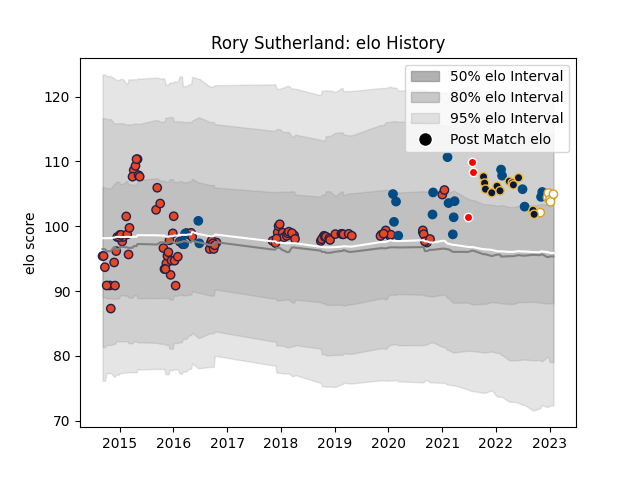 Rory Sutherland: elo History
50% elo Interval
80% elo Interval
95% elo Interval
Post Match elo
elo score
120
110
100
90
80
70
2015 2016 2017 2018 2019 2020 2021 2022 2023